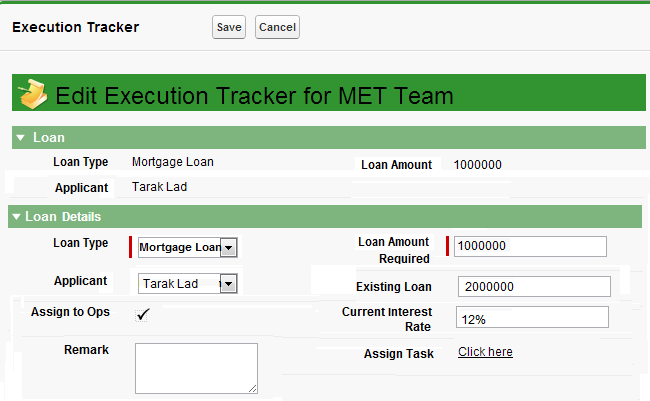 Execution Tracker Save Cancel
Edit Execution Tracker for MET Team
Loan
Loan Type Mortgage Loan Loan Amount 1000000
Applicant Tarak Lad
Loan Details
Loan Type Mortgage Loan Loan Amount Required 1000000
Applicant Tarak Lad Existing Loan 2000000
Assign to Ops Current Interest Rate 12%
Remark Assign Task Click here